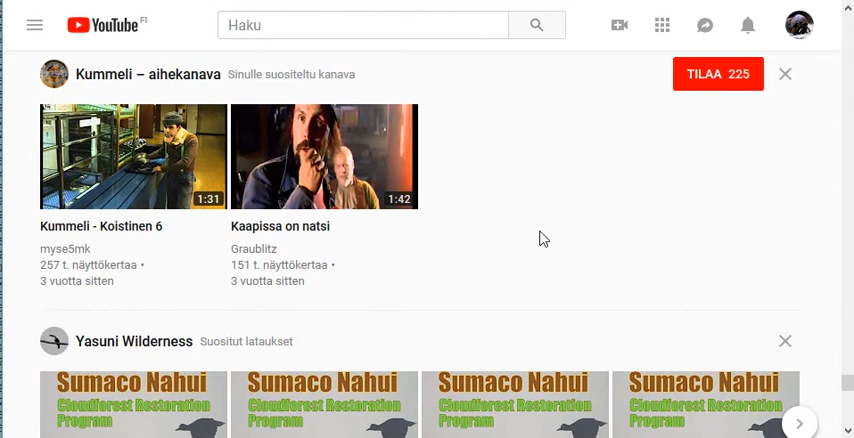 YouTube FI
Haku
Kummeli – aihekanava Sinulle suositeltu kanava
TILAA 225
1:31
1:42
Kummeli - Koistinen 6
myse5mk
257 t. näyttökertaa •
3 vuotta sitten
Kaapissa on natsi
Graublitz
151 t. näyttökertaa •
3 vuotta sitten
Yasuni Wilderness Suositut lataukset
Sumaco Nahui
Cloudforest Restoration
Program
Sumaco Nahui
Cloudforest Restoration
Program
Sumaco Nahui
Cloudforest Restoration
Program
Sumaco Nahui
Cloudforest Restoration
Program